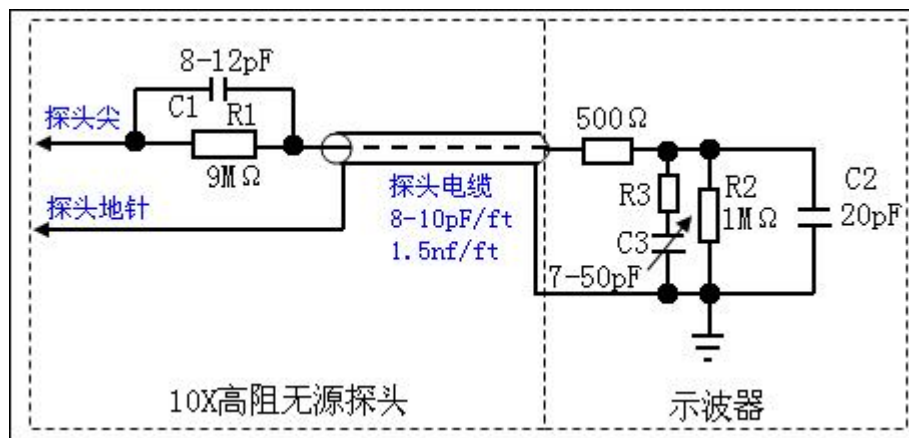 8-12pF
C1
R1
探头尖
9MΩ
探头地针
探头电缆
8-10pF/ft
1.5nf/ft
500Ω
R3
C3
7-50pF
R2
1MΩ
C2
20pF
10X高阻无源探头
示波器